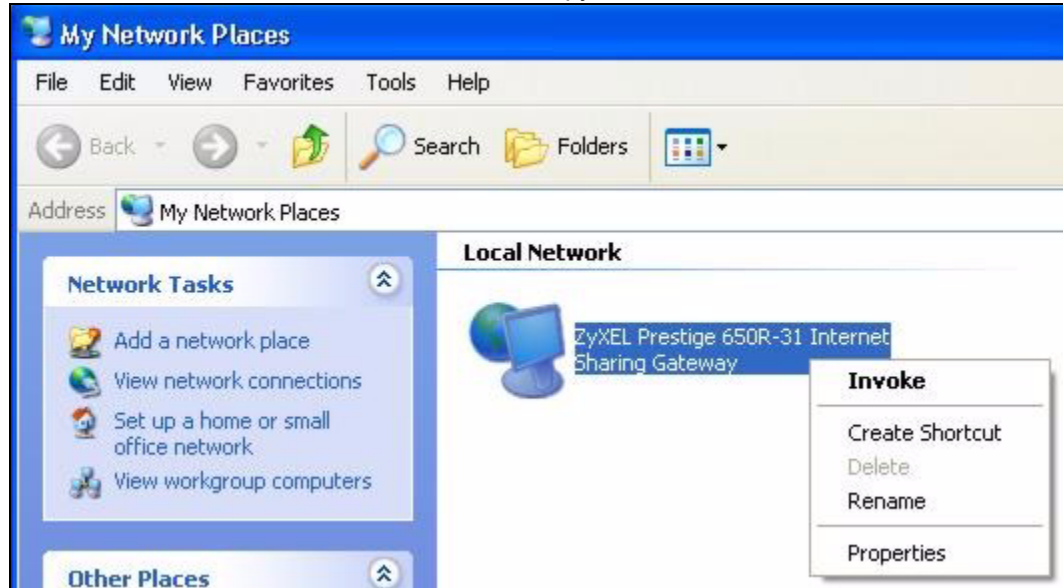 My Network Places
File Edit View Favorites Tools Help
Back Search Folders
Address My Network Places
Network Tasks
Add a network place
View network connections
Set up a home or small
office network
View workgroup computers
Other Places
Local Network
ZyXEL Prestige 650R-31 Internet
Sharing Gateway
Invoke
Create Shortcut
Delete
Rename
Properties